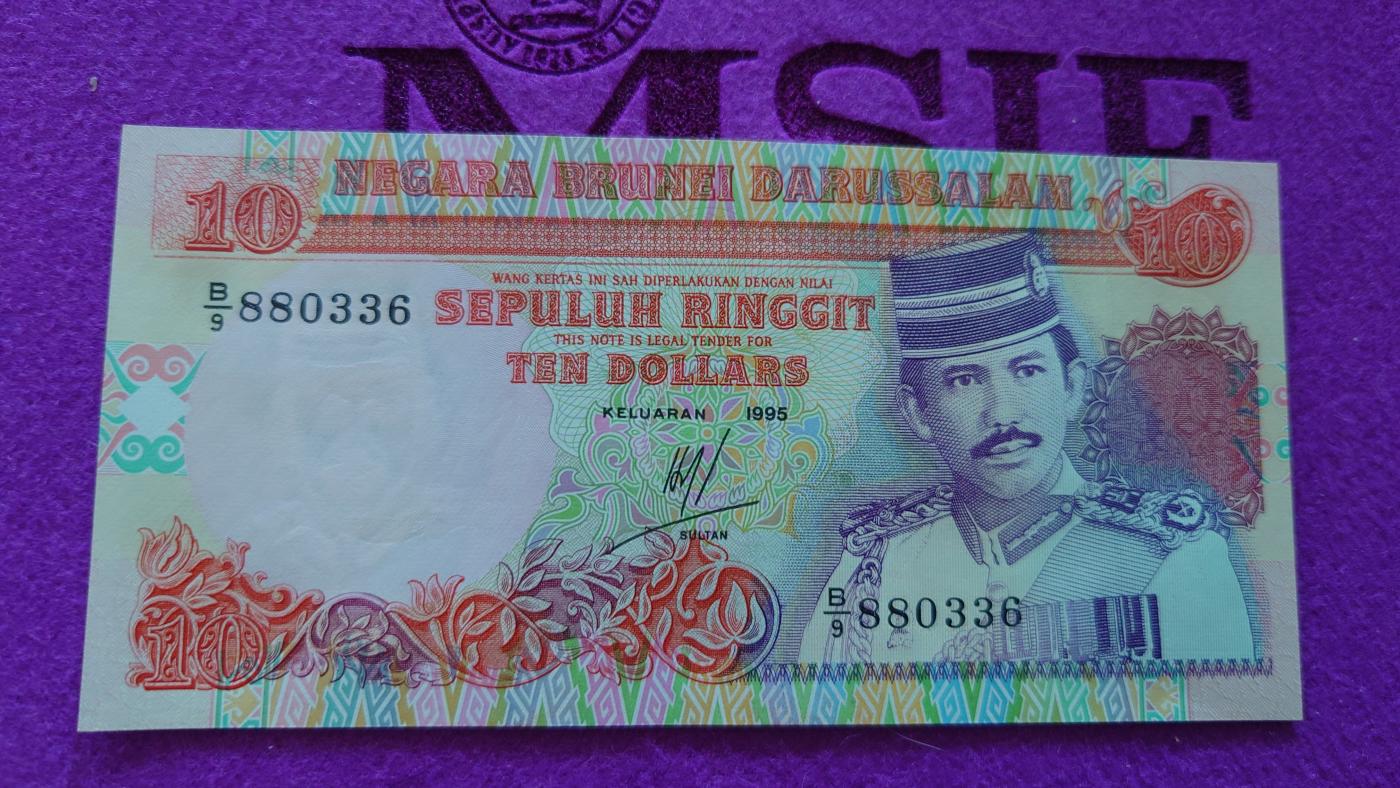 MSIF
10 NEGARA BRUNEI DARUSSALAM 10
WANG KERTAS INI SAH DIPERLAKUKAN DENGAN NILAI
B/9 880336
SEPULUH RINGGIT
THIS NOTE IS LEGAL TENDER FOR
TEN DOLLARS
KELUARAN 1995
SULTAN
B/9 880336
10